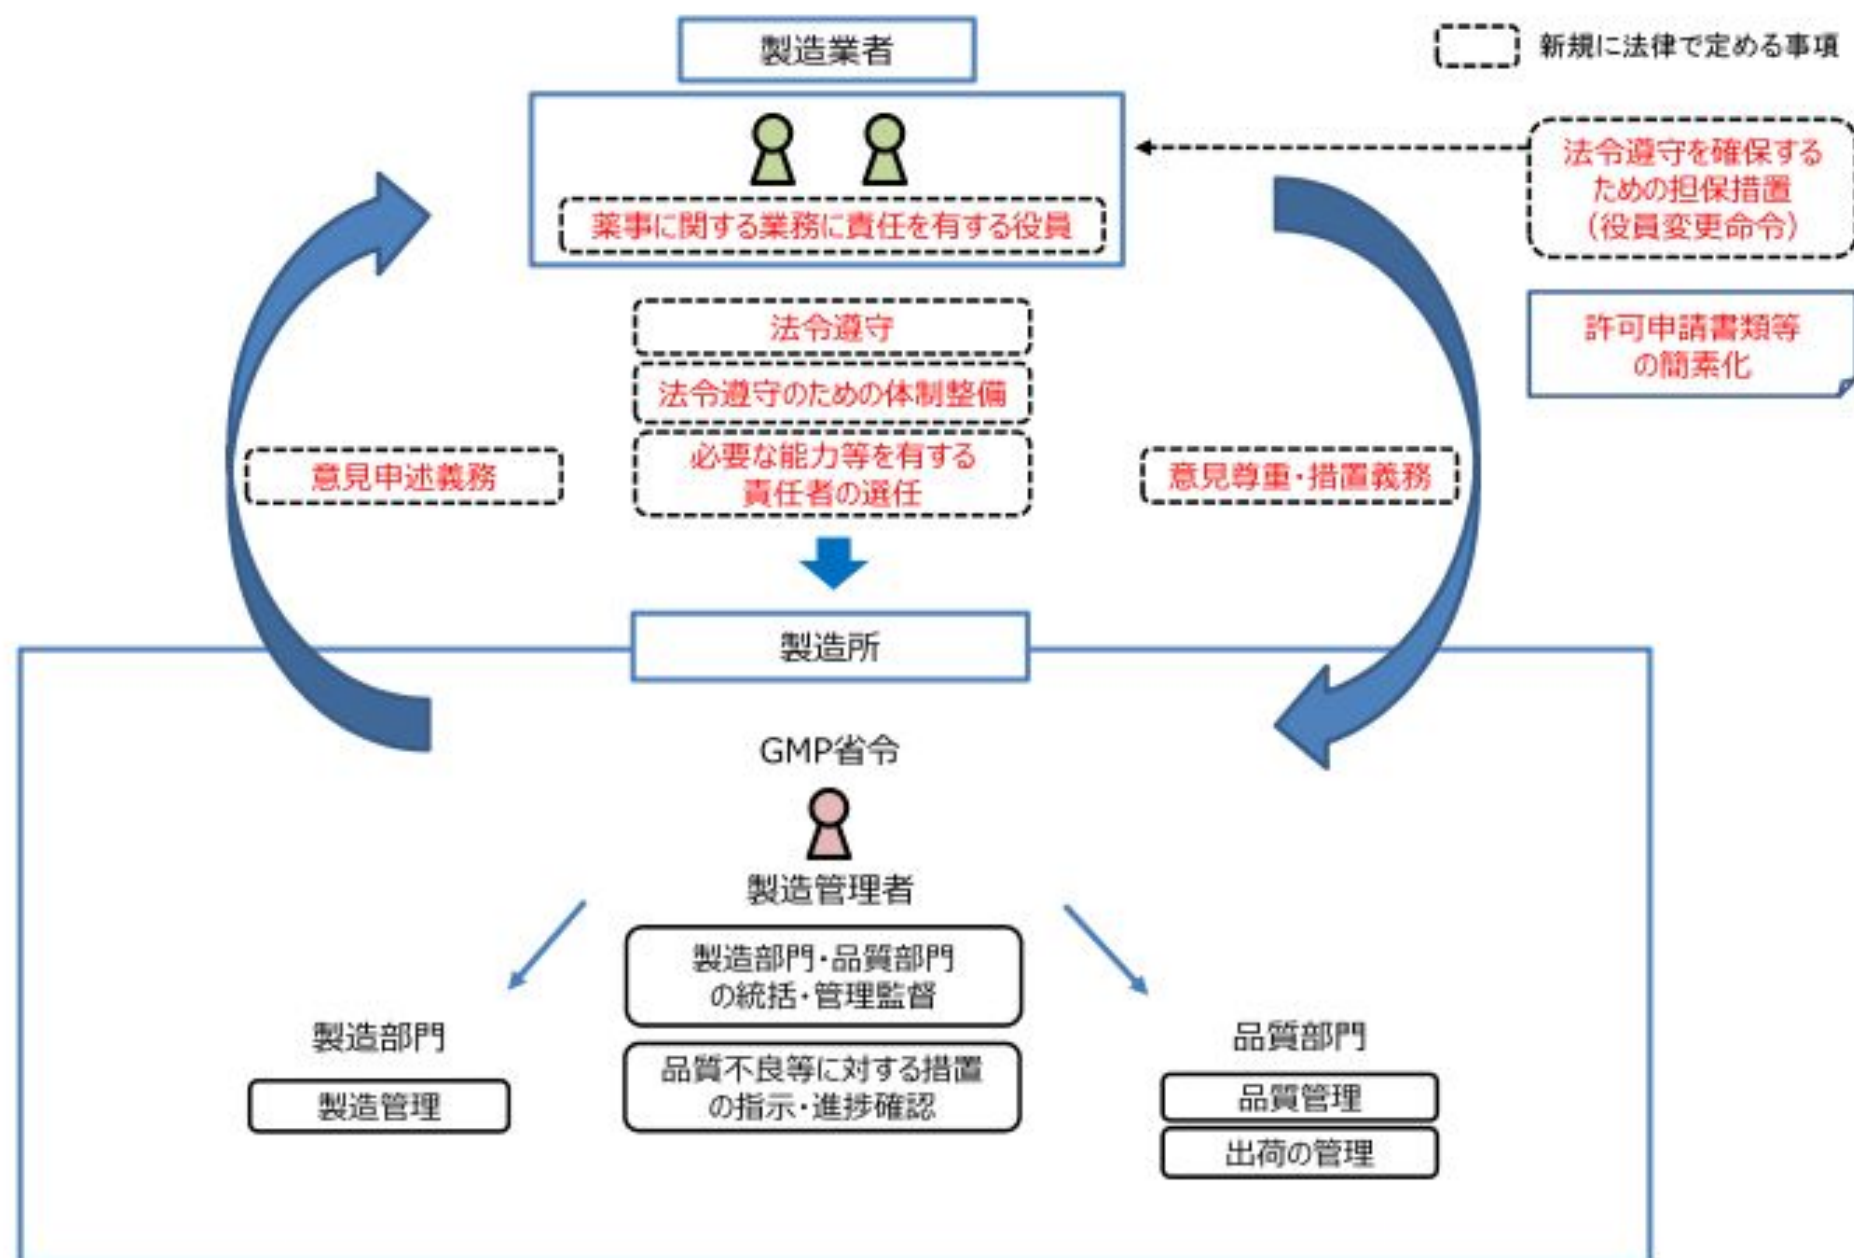 製造業者
新規に法律で定める事項
薬事に関する業務に責任を有する役員
法令遵守を確保する
ための担保措置
（役員変更命令）
許可申請書類等
の簡素化
法令遵守
法令遵守のための体制整備
必要な能力等を有する
責任者の選任
意見申述義務
意見尊重・措置義務
製造所
GMP省令
製造管理者
製造部門・品質部門
の統括・管理監督
品質不良等に対する措置
の指示・進捗確認
製造部門
製造管理
品質部門
品質管理
出荷の管理